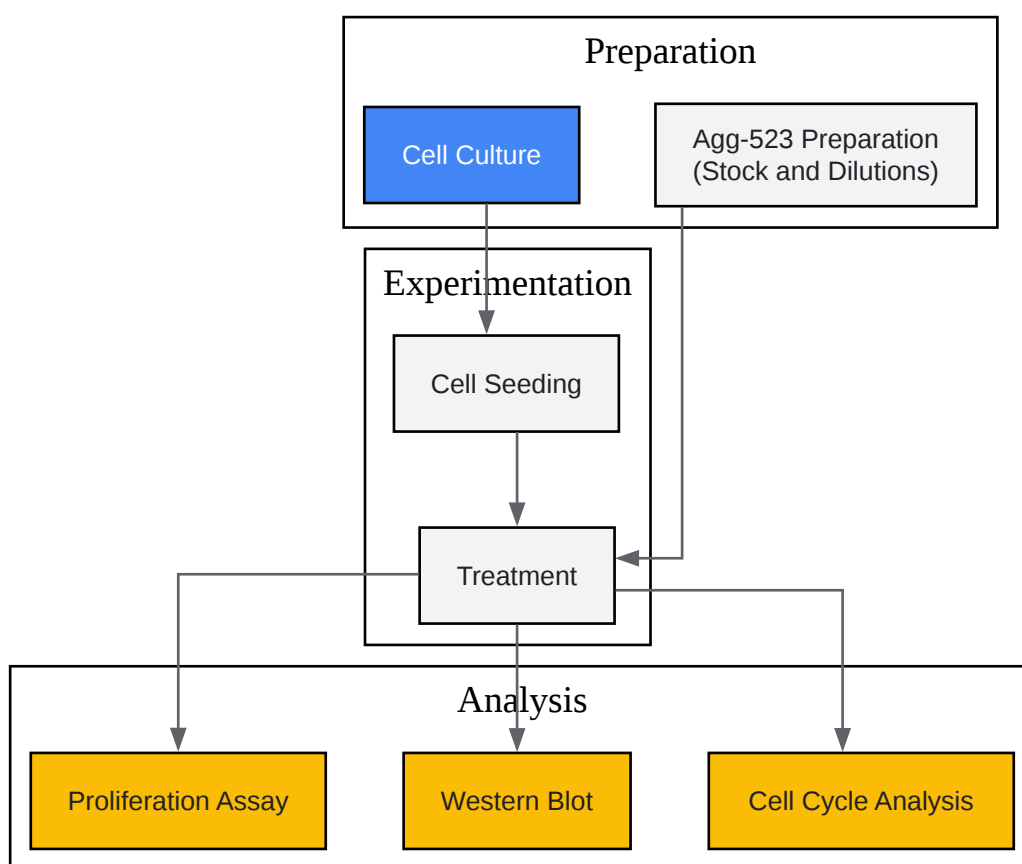 Preparation
Cell Culture
Agg-523 Preparation
(Stock and Dilutions)
Experimentation
Cell Seeding
Treatment
Analysis
Proliferation Assay
Western Blot
Cell Cycle Analysis